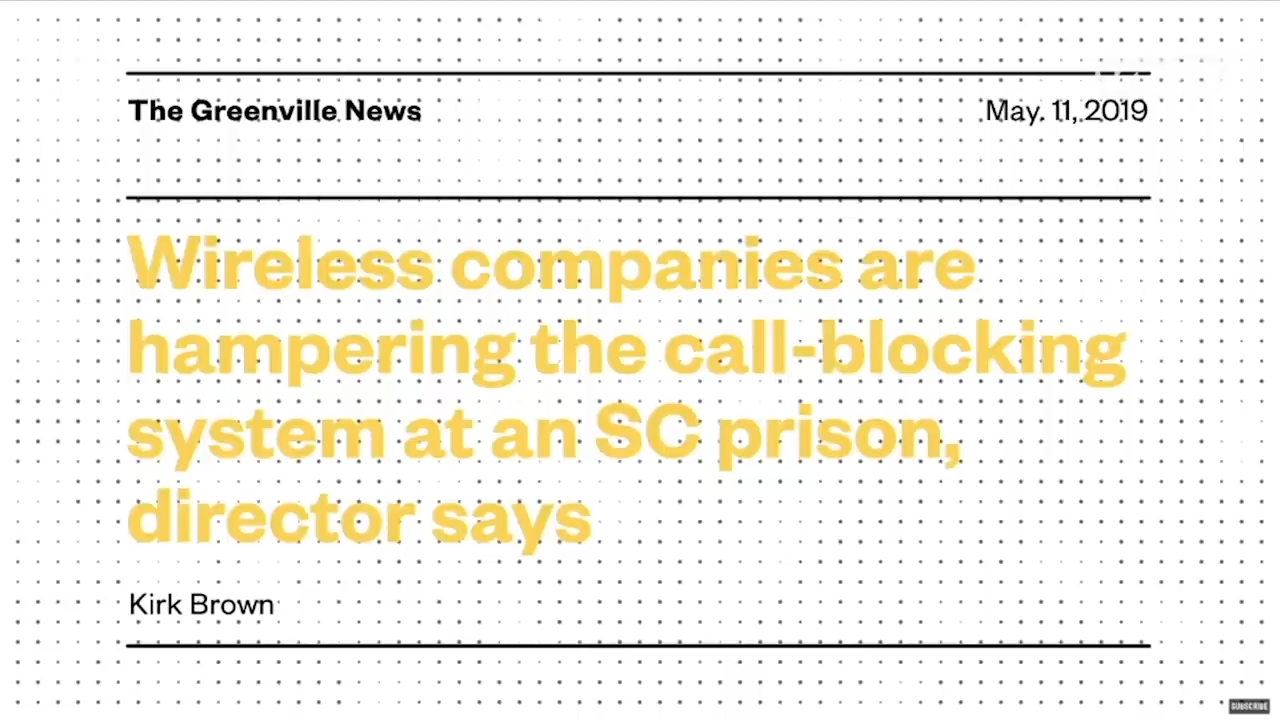 The Greenville News
May. 11, 2019
Wireless companies are
hampering the call-blocking
system at an SC prison,
director says
Kirk Brown
SUBSCRIBE